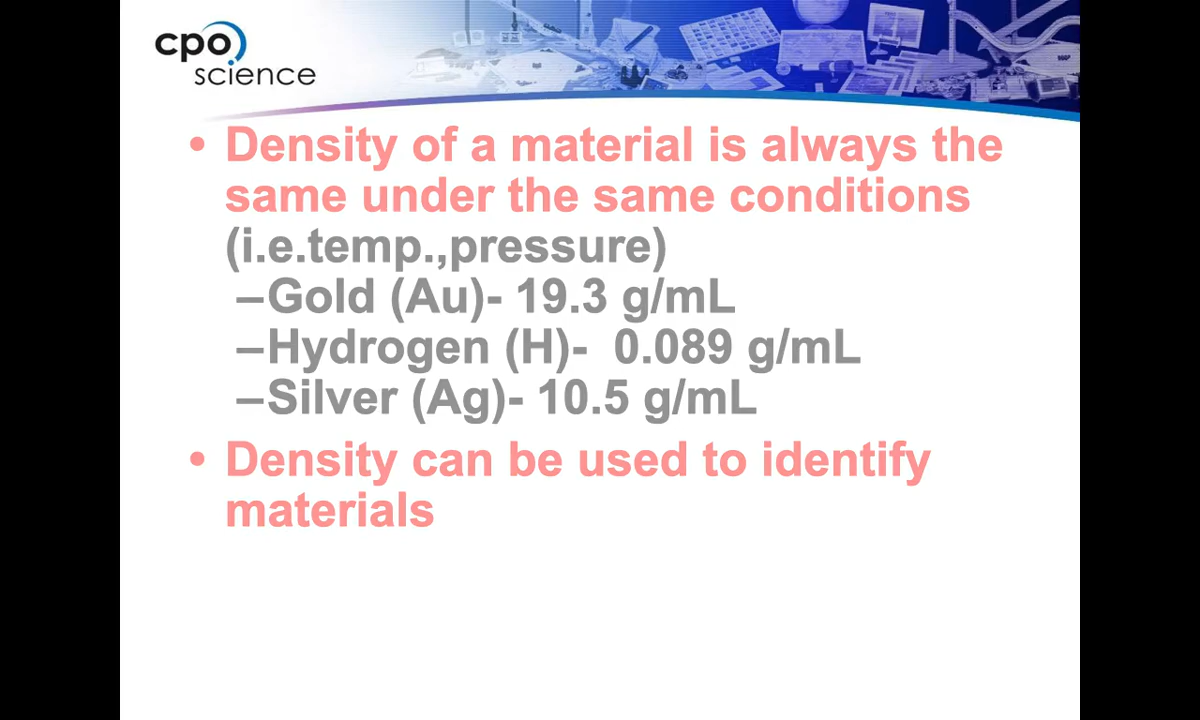 cpo
science
• Density of a material is always the
same under the same conditions
(i.e.temp.,pressure)
–Gold (Au)- 19.3 g/mL
–Hydrogen (H)-  0.089 g/mL
–Silver (Ag)- 10.5 g/mL
• Density can be used to identify
materials